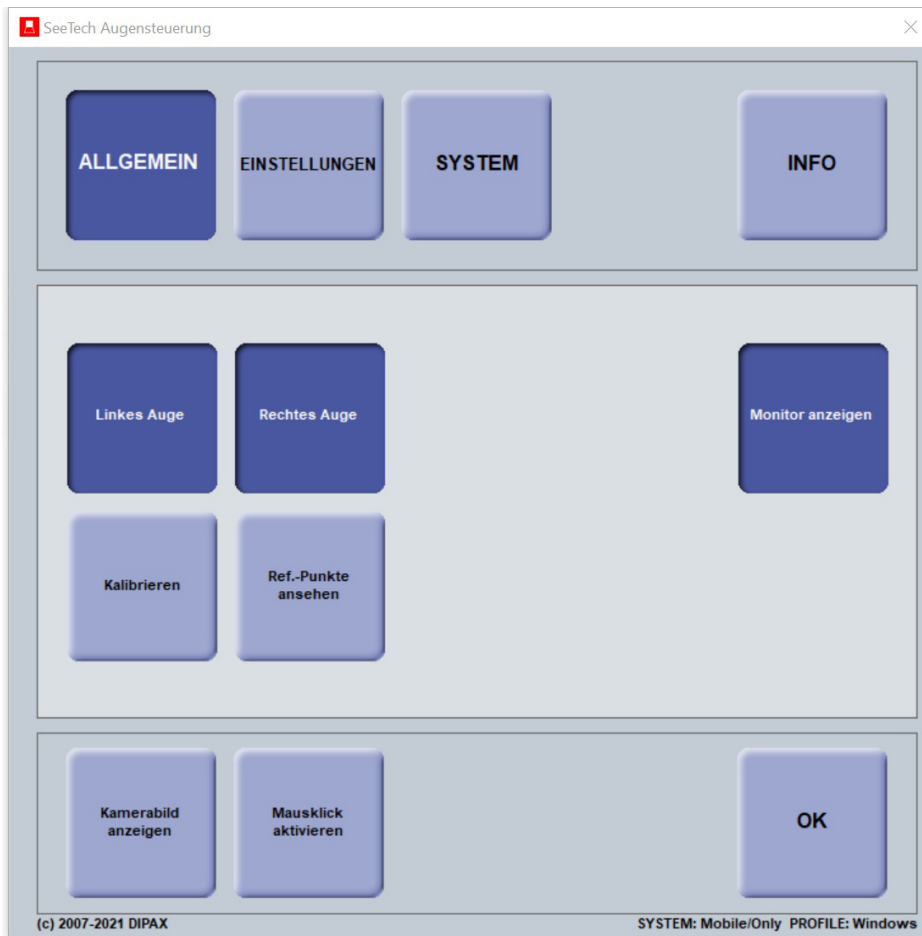 SeeTech Augensteuerung
ALLGEMEIN
EINSTELLUNGEN
SYSTEM
INFO
Linkes Auge
Rechtes Auge
Monitor anzeigen
Kalibrieren
Ref.-Punkte
ansehen
Kamerabild
anzeigen
Mausklick
aktivieren
OK
(c) 2007-2021 DIPAX
SYSTEM: Mobile/Only PROFILE: Windows